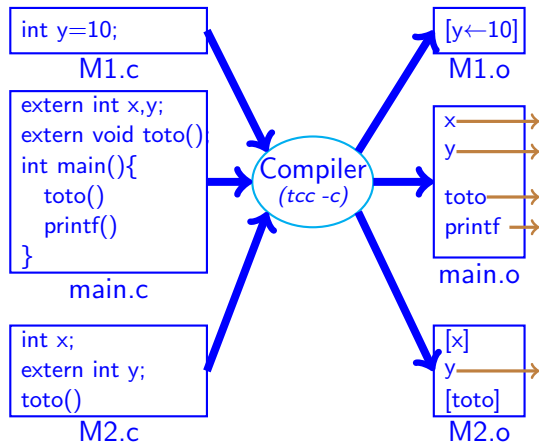 int y=10;
M1.c
extern int x,y;
extern void toto();
int main(){
toto()
printf()
}
main.c
int x;
extern int y;
toto()
M2.c
Compiler
(tcc -c)
[y←10]
M1.o
x
y
toto
printf
main.o
[x]
y
[toto]
M2.o